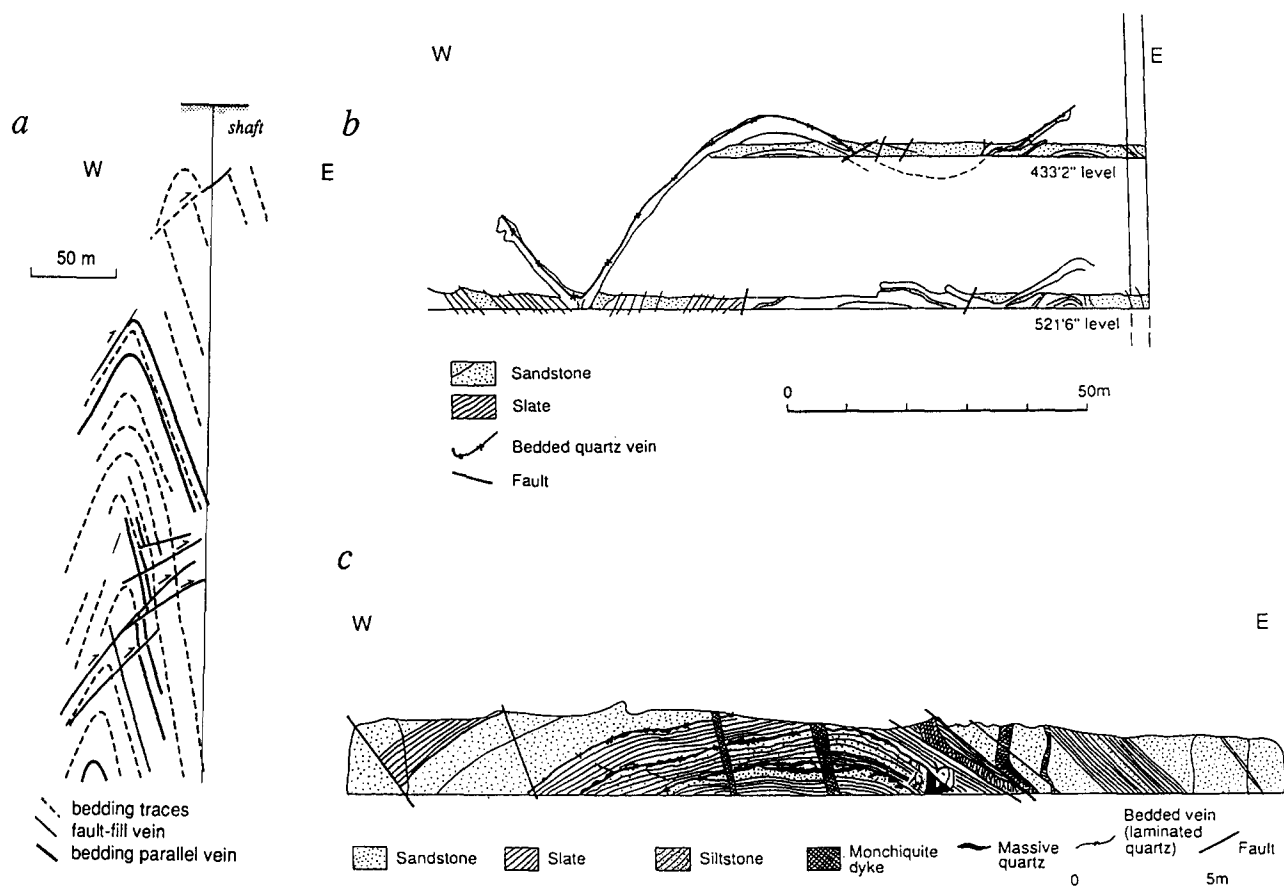 a
shaft
W
E
50 m
bedding traces
fault-fill vein
bedding parallel vein
b
W
E
433'2" level
521'6" level
Sandstone
Slate
Bedded quartz vein
Fault
0 50m
c
W
E
Sandstone
Slate
Siltstone
Monchiquite
dyke
Massive
quartz
Bedded vein
(laminated
quartz)
Fault
0 5m